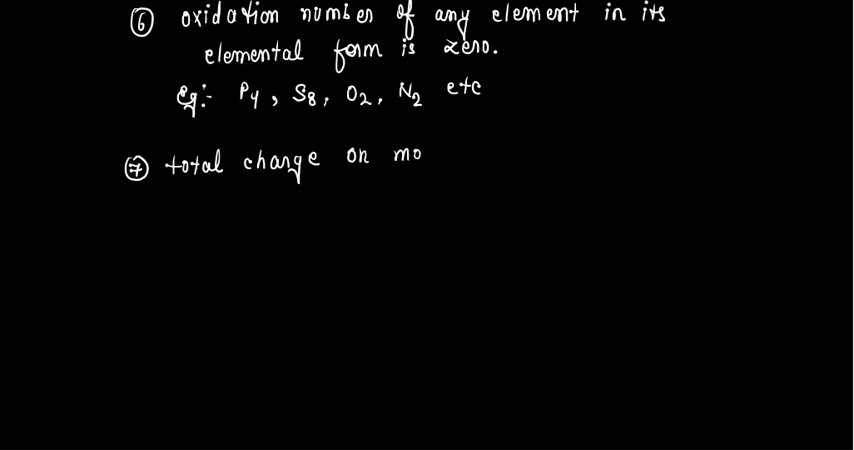 ⑥ oxidation number of any element in its
elemental form is zero.
Eg:- P4, S8, O2, N2 etc
⑦ total charge on mo